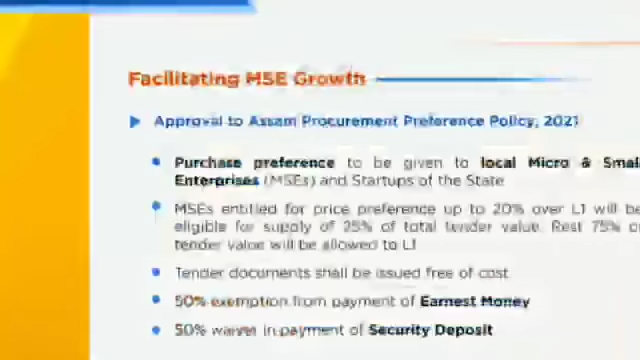 Facilitating MSE Growth
Approval to Assam Procurement Preference Policy, 2021
Purchase preference to be given to local Micro & Small
Enterprises (MSEs) and Startups of the State
MSEs entitled for price preference up to 20% over L1 will be
eligible for supply of 25% of total tender value. Rest 75% of
tender value will be allowed to L1
Tender documents shall be issued free of cost
50% exemption from payment of Earnest Money
50% waiver in payment of Security Deposit